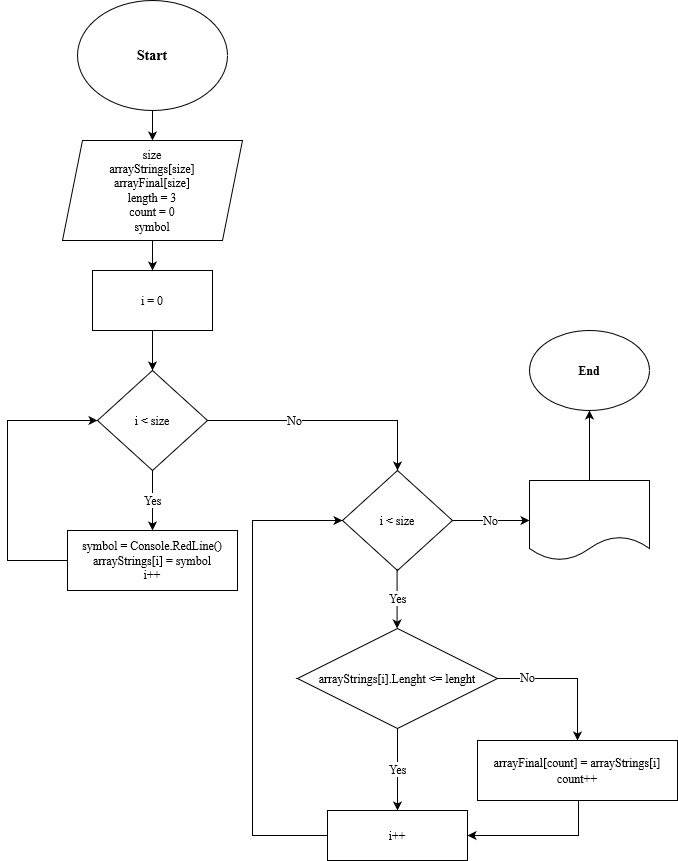 Start
size
arrayStrings[size]
arrayFinal[size]
length = 3
count = 0
symbol
i = 0
i < size
No
Yes
symbol = Console.RedLine()
arrayStrings[i] = symbol
i++
End
i < size
No
Yes
arrayStrings[i].Lenght <= lenght
No
Yes
arrayFinal[count] = arrayStrings[i]
count++
i++